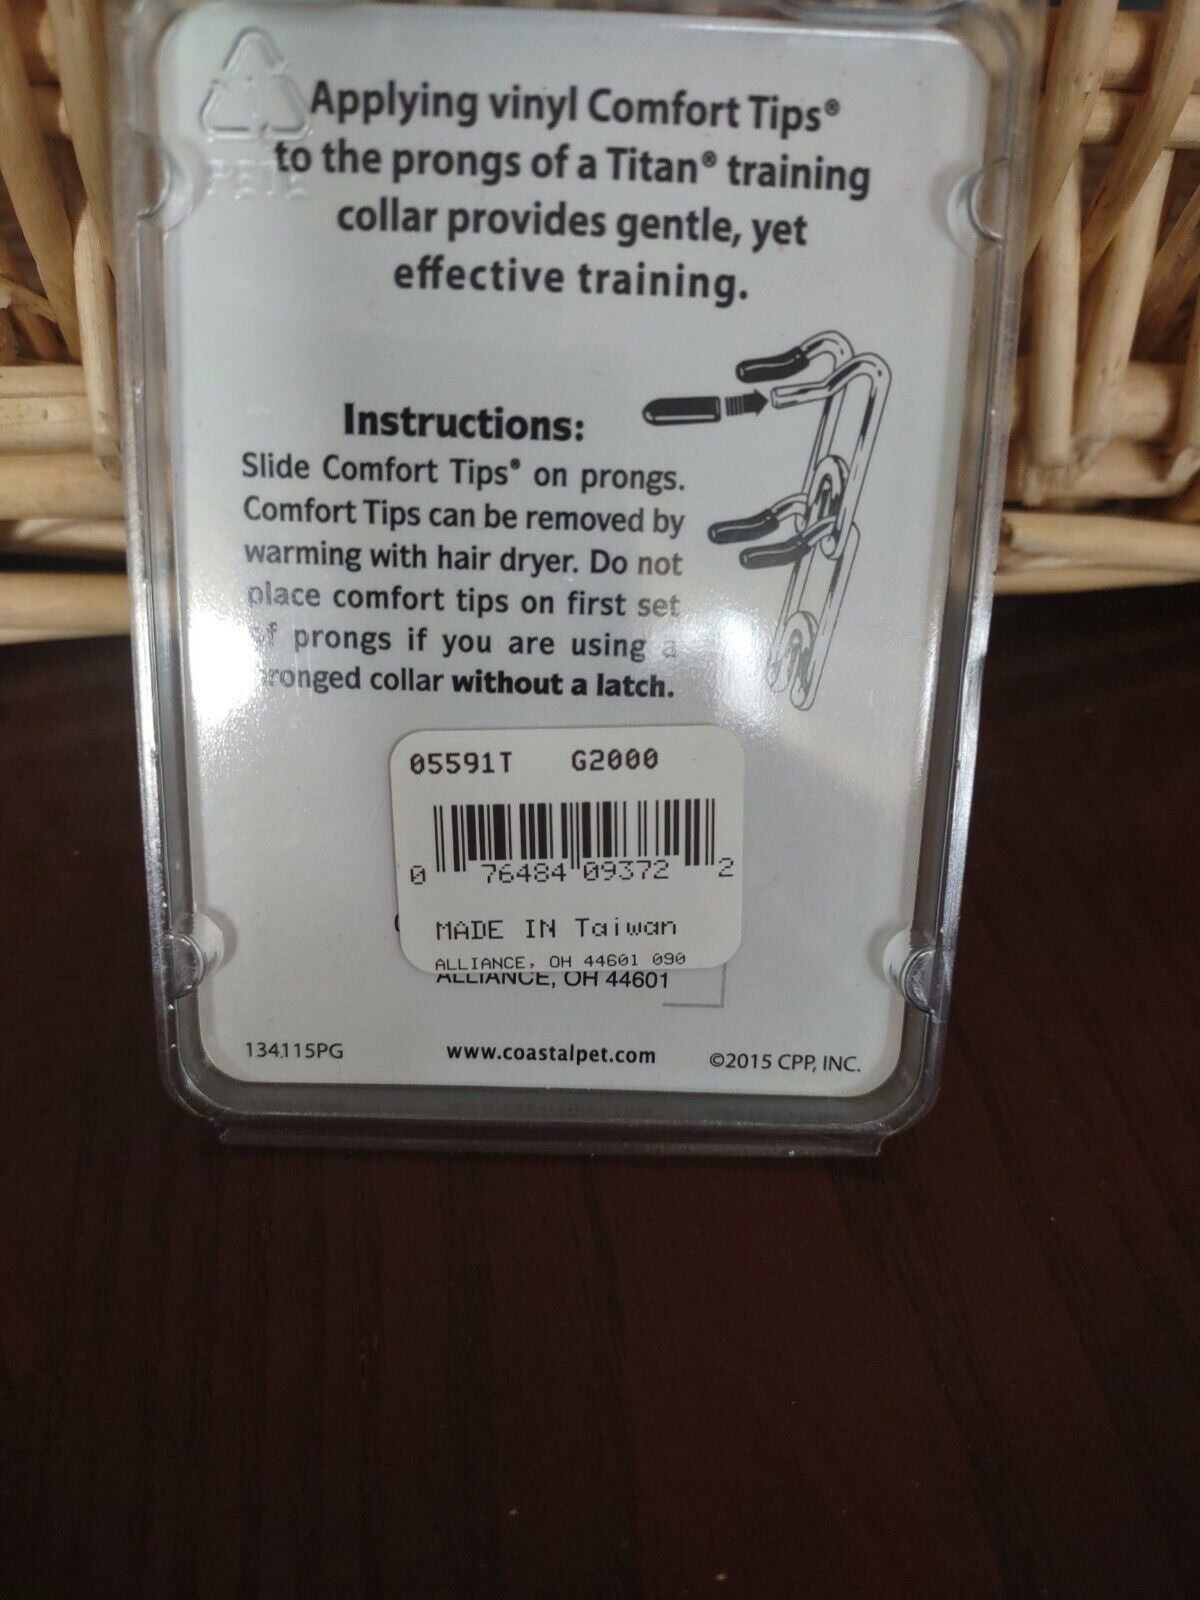 Applying vinyl Comfort Tips®
to the prongs of a Titan® training
collar provides gentle, yet
effective training.
1
PETE
Instructions:
Slide Comfort Tips® on prongs.
Comfort Tips can be removed by
warming with hair dryer. Do not
place comfort tips on first set
of prongs if you are using a
pronged collar without a latch.
05591T G2000
0 76484 09372 2
MADE IN Taiwan
ALLIANCE, OH 44601 090
ALLIANCE, OH 44601
134115PG www.coastalpet.com ©2015 CPP, INC.